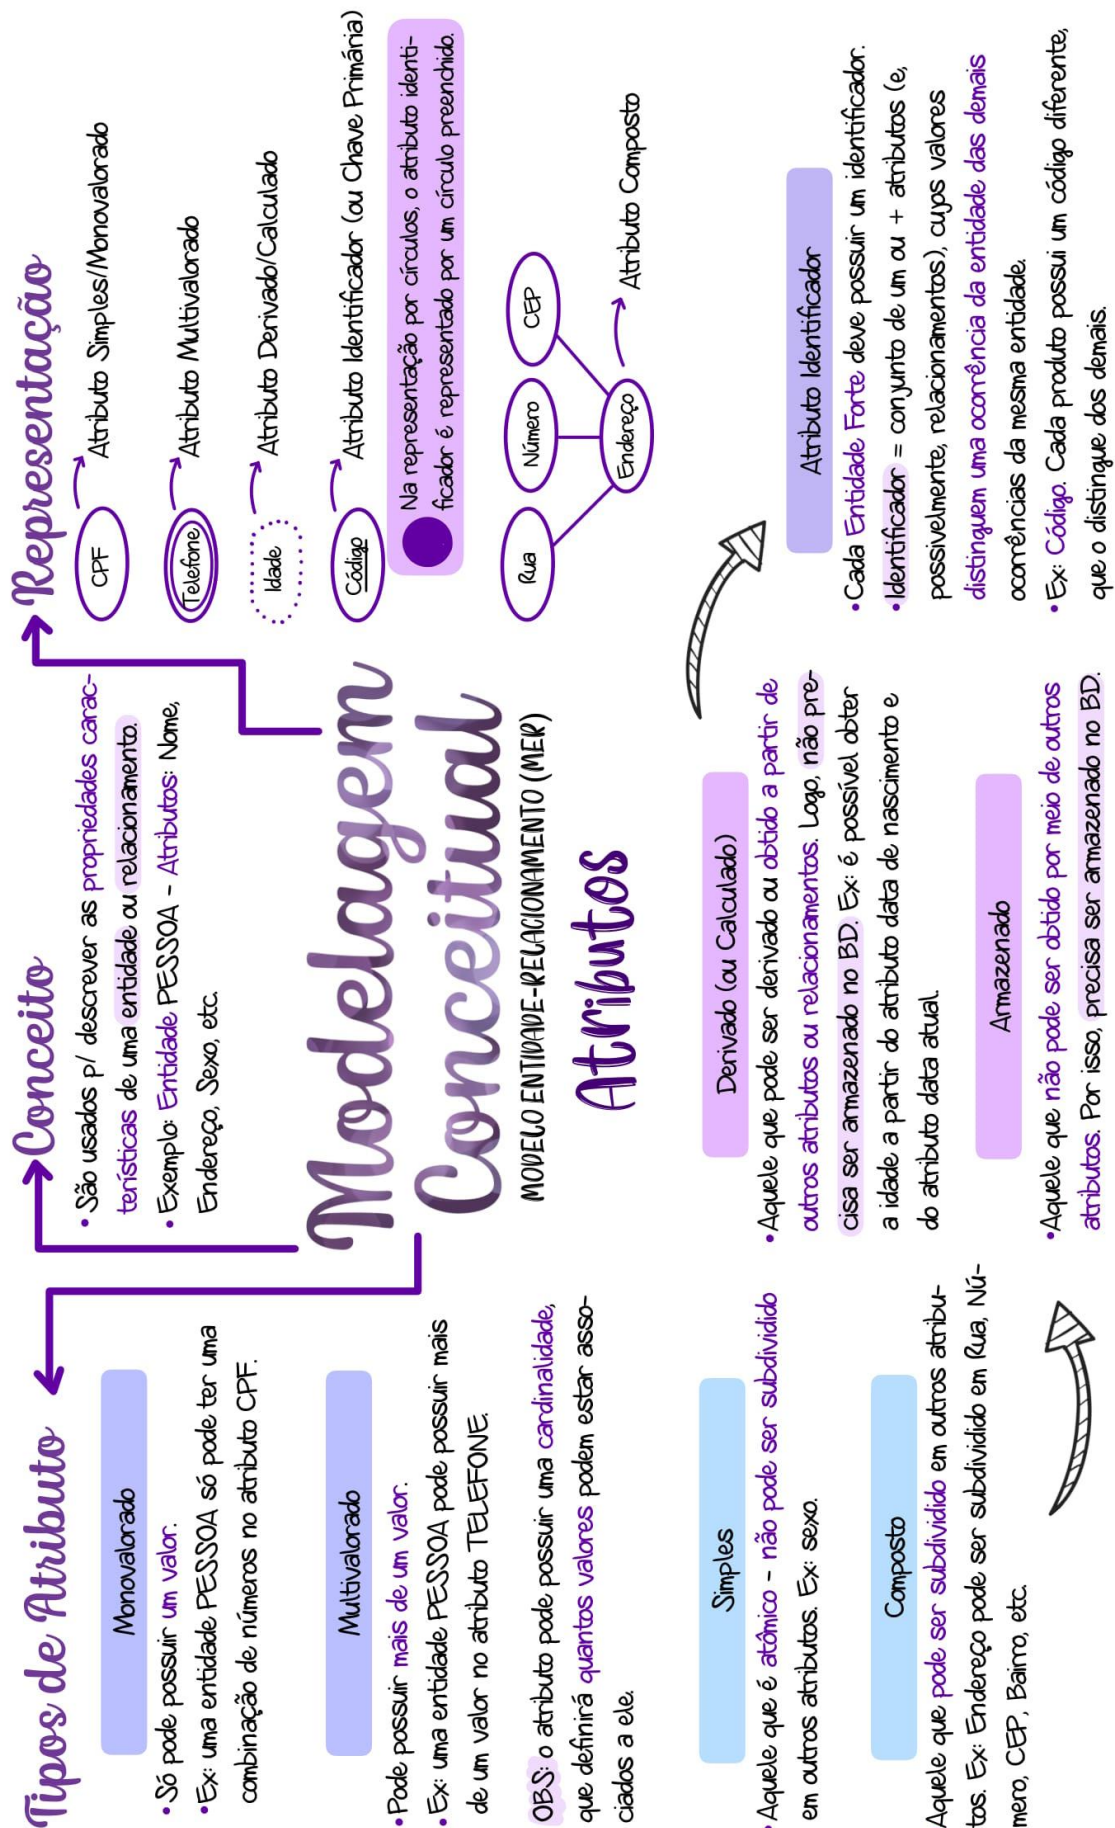 Tipos de Atributo
Monovalorado
• Só pode possuir um valor.
• Ex: uma entidade PESSOA só pode ter uma
combinação de números no atributo CPF.
Multivalorado
• Pode possuir mais de um valor.
• Ex: uma entidade PESSOA pode possuir mais
de um valor no atributo TELEFONE.
OBS: o atributo pode possuir uma cardinalidade,
que definirá quantos valores podem estar asso-
ciados a ele.
Simples
• Aquele que é atômico - não pode ser subdividido
em outros atributos. Ex: sexo.
Composto
Aquele que pode ser subdividido em outros atribu-
tos. Ex: Endereço pode ser subdividido em Rua, Nú-
mero, CEP, Bairro, etc.
Conceito
• São usados p/ descrever as propriedades carac-
terísticas de uma entidade ou relacionamento.
• Exemplo: Entidade PESSOA - Atributos: Nome,
Endereço, Sexo, etc.
Modelagem
Conceitual
MODELO ENTIDADE-RELACIONAMENTO (MER)
Atributos
Derivado (ou Calculado)
• Aquele que pode ser derivado ou obtido a partir de
outros atributos ou relacionamentos. Logo, não pre-
cisa ser armazenado no BD. Ex: é possível obter
a idade a partir do atributo data de nascimento e
do atributo data atual.
Armazenado
• Aquele que não pode ser obtido por meio de outros
atributos. Por isso, precisa ser armazenado no BD.
Representação
CPF
Atributo Simples/Monovalorado
Telefone
Atributo Multivalorado
Idade
Atributo Derivado/Calculado
Código
Atributo Identificador (ou Chave Primária)
Na representação por círculos, o atributo identi-
ficador é representado por um círculo preenchido.
Rua
Número
CEP
Endereço
Atributo Composto
Atributo Identificador
• Cada Entidade Forte deve possuir um identificador.
• Identificador = conjunto de um ou + atributos (e,
possivelmente, relacionamentos), cujos valores
distinguem uma ocorrência da entidade das demais
ocorrências da mesma entidade.
• Ex: Código. Cada produto possui um código diferente,
que o distingue dos demais.